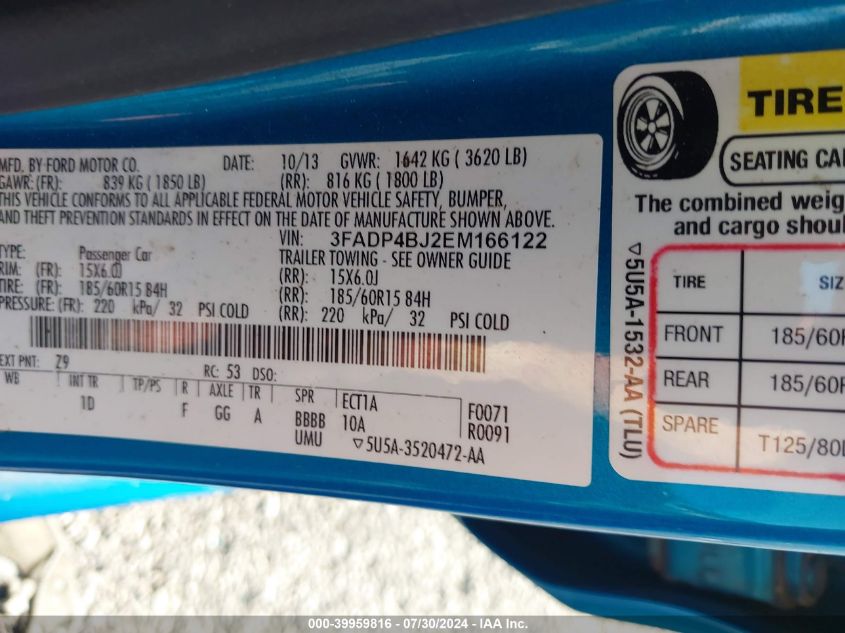 MFD. BY FORD MOTOR CO. DATE: 10/13 GVWR: 1642 KG ( 3620 LB)
GAWR: (FR): 839 KG ( 1850 LB) (RR): 816 KG ( 1800 LB)
THIS VEHICLE CONFORMS TO ALL APPLICABLE FEDERAL MOTOR VEHICLE SAFETY, BUMPER,
AND THEFT PREVENTION STANDARDS IN EFFECT ON THE DATE OF MANUFACTURE SHOWN ABOVE.
VIN: 3FADP4BJ2EM166122
TYPE: Passenger Car TRAILER TOWING - SEE OWNER GUIDE
RIM: (FR): 15X6.0J (RR): 15X6.0J
TIRE: (FR): 185/60R15 84H (RR): 185/60R15 84H
PRESSURE: (FR): 220 kPa/ 32 PSI COLD (RR): 220 kPa/ 32 PSI COLD
EXT PNT: Z9 RC: 53 DSO:
WB INT TR TP/PS R AXLE TR SPR ECT1A F0071
1D F GG A BBBB 10A R0091
UMU ▽5U5A-3520472-AA
TIRE
SEATING CA
The combined weig
and cargo shoul
▽5U5A-1532-AA (TLU)
TIRE SIZ
FRONT 185/60R
REAR 185/60R
SPARE T125/80
000-39959816 - 07/30/2024 - IAA Inc.